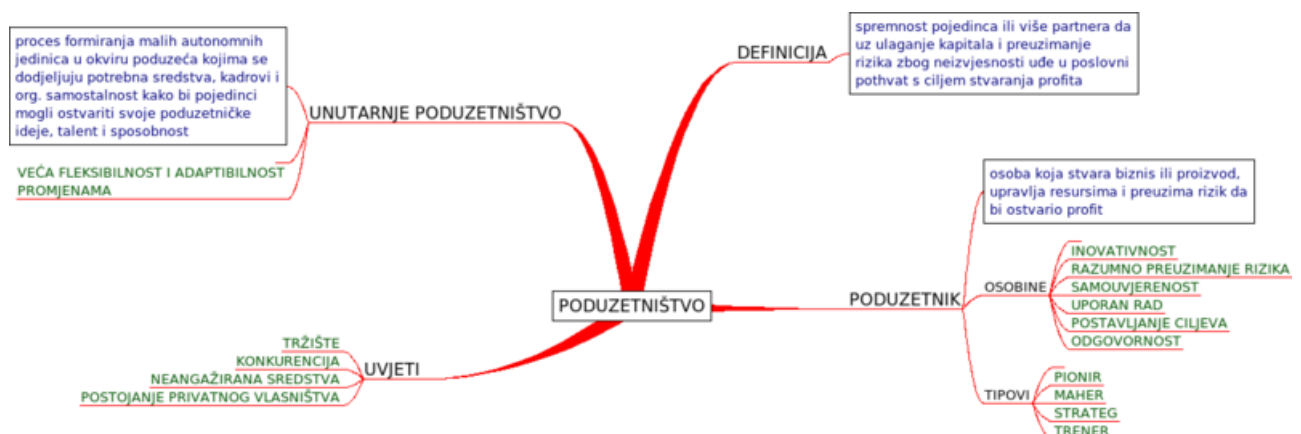 proces formiranja malih autonomnih
jedinica u okviru poduzeća kojima se
dodjeljuju potrebna sredstva, kadrovi i
org. samostalnost kako bi pojedinci
mogli ostvariti svoje poduzetničke
ideje, talent i sposobnost
UNUTARNJE PODUZETNIŠTVO
VEĆA FLEKSIBILNOST I ADAPTIBILNOST
PROMJENAMA
DEFINICIJA
spremnost pojedinca ili više partnera da
uz ulaganje kapitala i preuzimanje
rizika zbog neizvjesnosti uđe u poslovni
pothvat s ciljem stvaranja profita
PODUZETNIŠTVO
PODUZETNIK
osoba koja stvara biznis ili proizvod,
upravlja resursima i preuzima rizik da
bi ostvario profit
OSOBINE
INOVATIVNOST
RAZUMNO PREUZIMANJE RIZIKA
SAMOUVJERENOST
UPORAN RAD
POSTAVLJANJE CILJEVA
ODGOVORNOST
TIPOVI
PIONIR
MAHER
STRATEG
TRENER
UVJETI
TRŽIŠTE
KONKURENCIJA
NEANGAŽIRANA SREDSTVA
POSTOJANJE PRIVATNOG VLASNIŠTVA